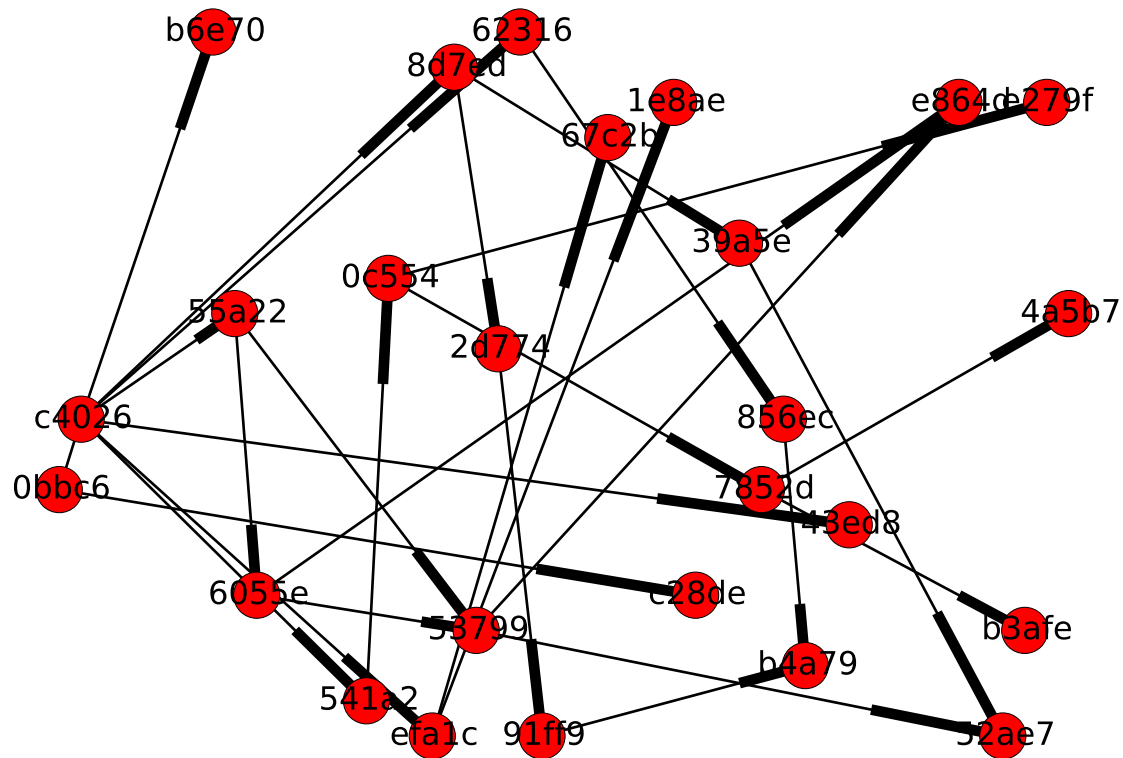 b6e70
62316
8d7ed
1e8ae
e864d
e279f
67c2b
39a5e
0c554
55a22
4a5b7
2d774
c4026
856ec
0bbc6
7852d
43ed8
6055e
c28de
53799
b3afe
b4a79
541a2
efa1c
91ff9
52ae7